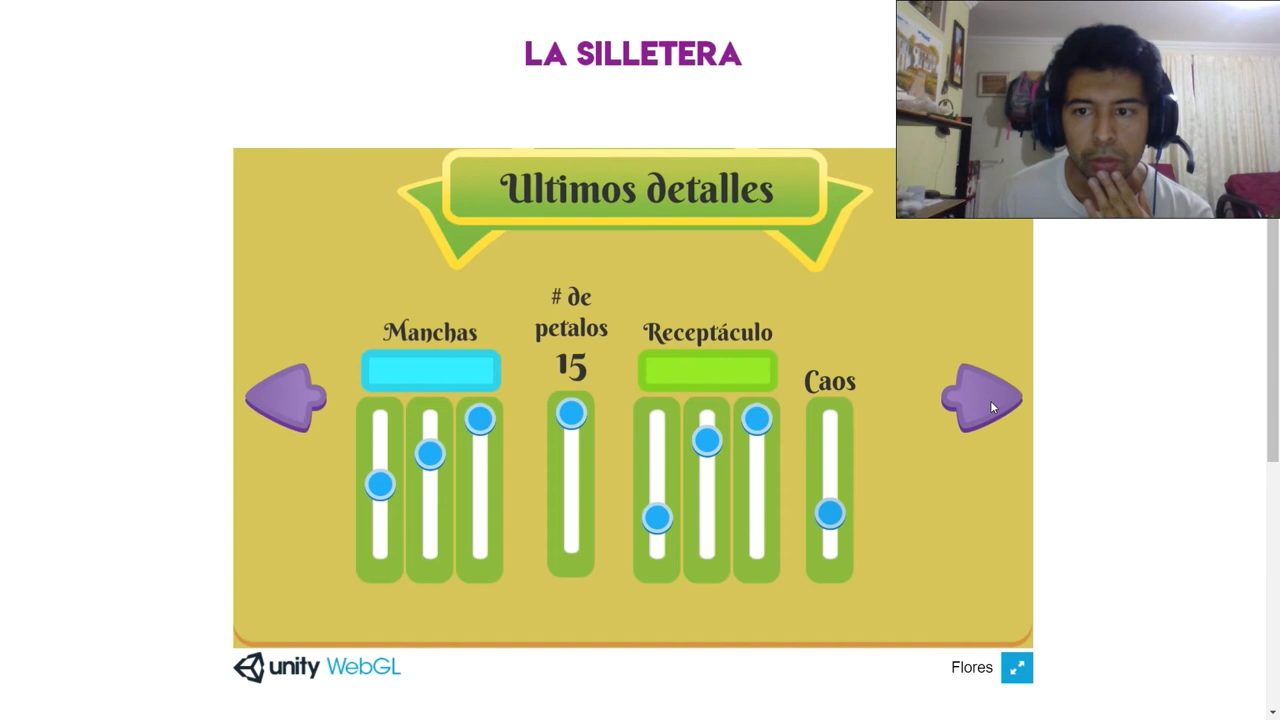 LA SILLETERA
Ultimos detalles
Manchas
# de
petalos
15
Receptáculo
Caos
unity WebGL
Flores